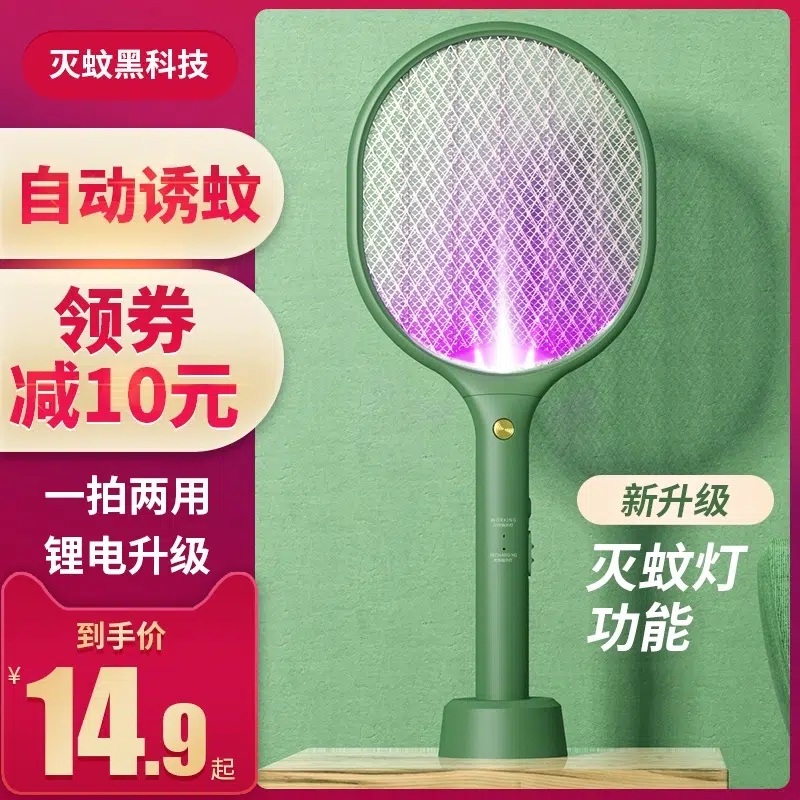 灭蚊黑科技
自动诱蚊
领券
减10元
一拍两用
锂电升级
到手价
¥14.9起
新升级
灭蚊灯
功能